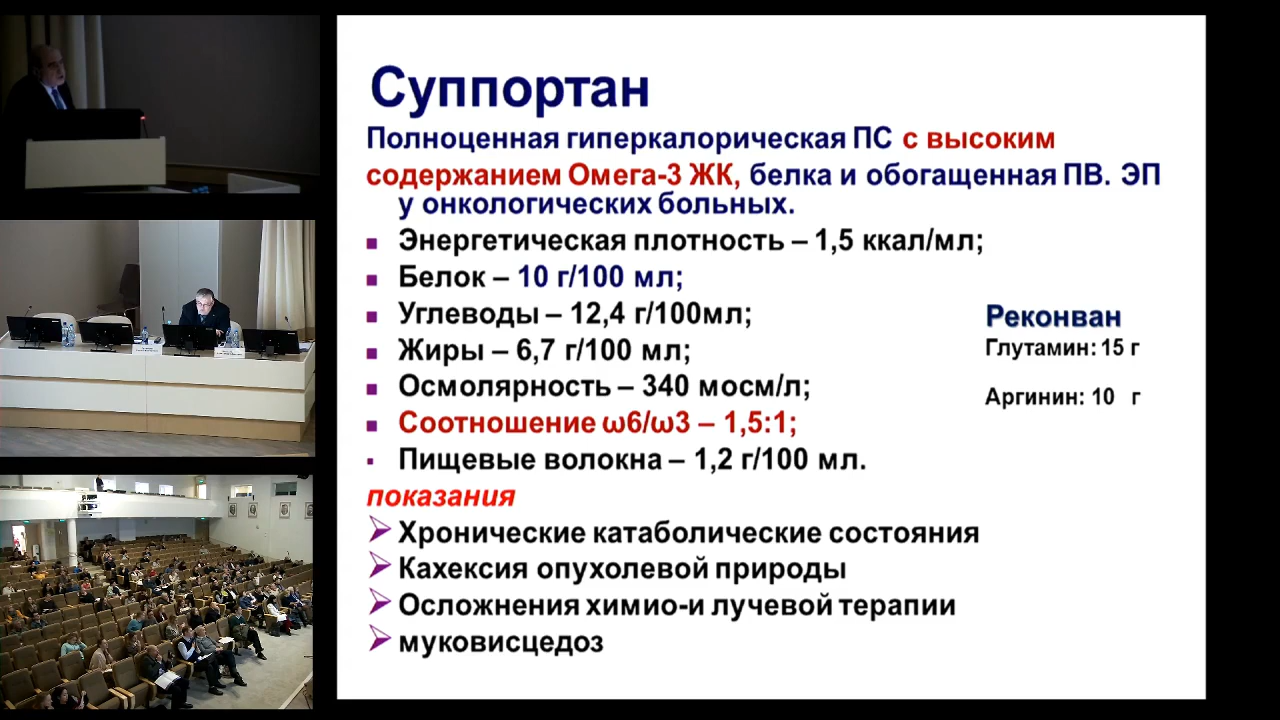 Суппортан
Полноценная гиперкалорическая ПС с высоким
содержанием Омега-3 ЖК, белка и обогащенная ПВ. ЭП
у онкологических больных.
Энергетическая плотность – 1,5 ккал/мл;
Белок – 10 г/100 мл;
Углеводы – 12,4 г/100мл;
Жиры – 6,7 г/100 мл;
Осмолярность – 340 мосм/л;
Соотношение ω6/ω3 – 1,5:1;
Пищевые волокна – 1,2 г/100 мл.
показания
Хронические катаболические состояния
Кахексия опухолевой природы
Осложнения химио-и лучевой терапии
муковисцедоз
Реконван
Глутамин: 15 г
Аргинин: 10 г